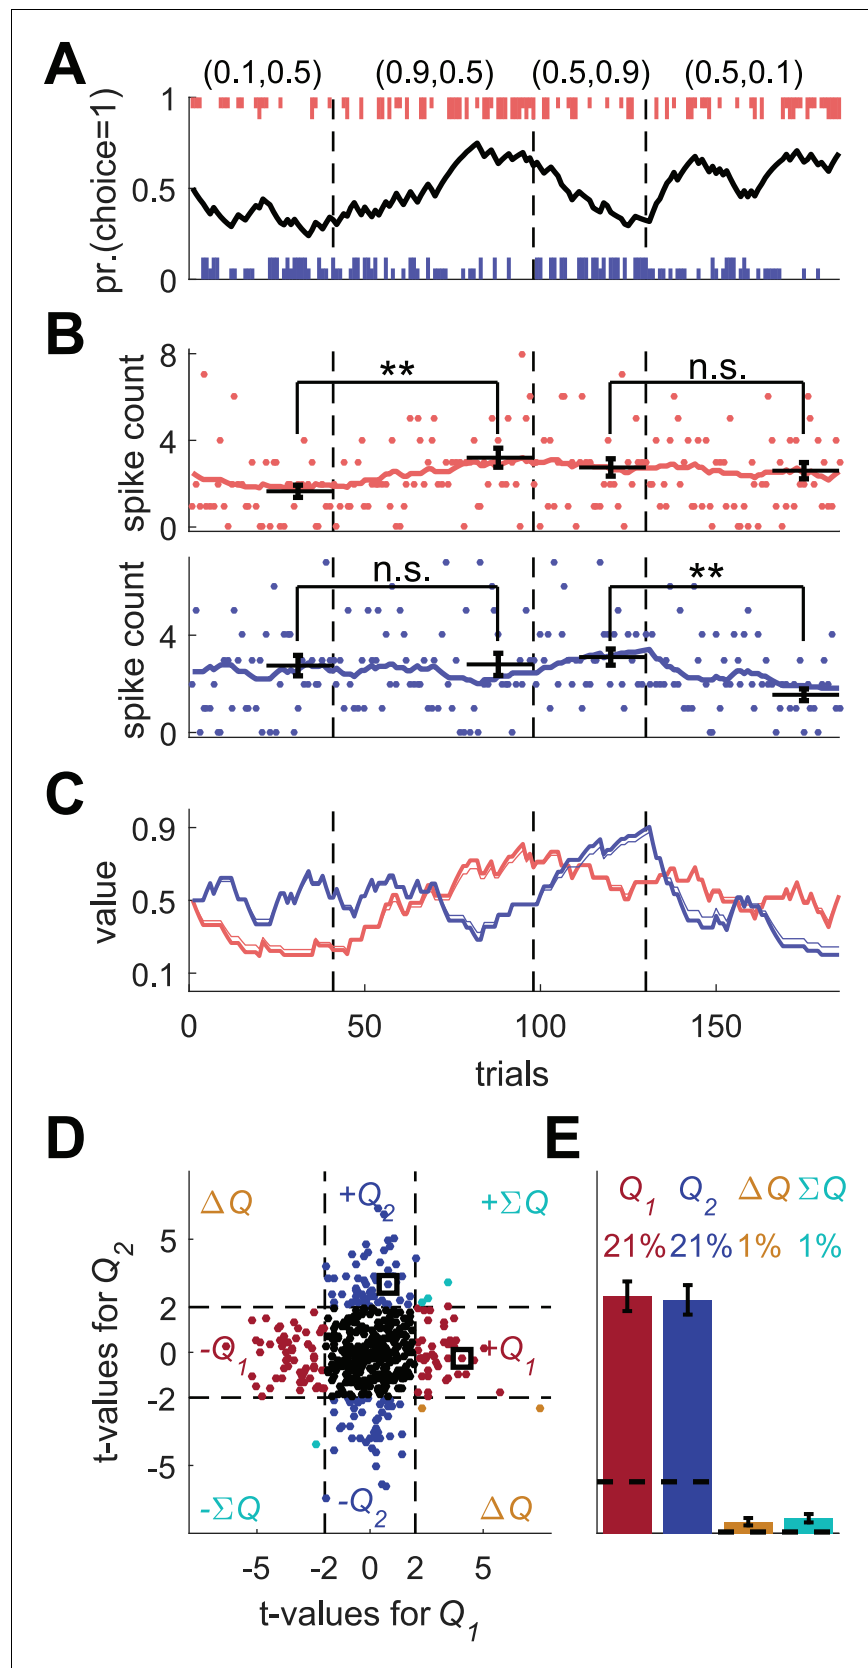 A
(0.1,0.5) (0.9,0.5) (0.5,0.9) (0.5,0.1)
pr.(choice=1)
1
0.5
0
B
spike count
8
4
0
**
n.s.
spike count
4
0
n.s.
**
C
value
0.9
0.5
0.1
0 50 100 150
trials
D
t-values for Q2
5
2
0
-2
-5
ΔQ +Q2 +ΣQ
-Q1 +Q1
-ΣQ -Q2 ΔQ
-5 -2 0 2 5
t-values for Q1
E
Q1 Q2 ΔQ ΣQ
21% 21% 1% 1%